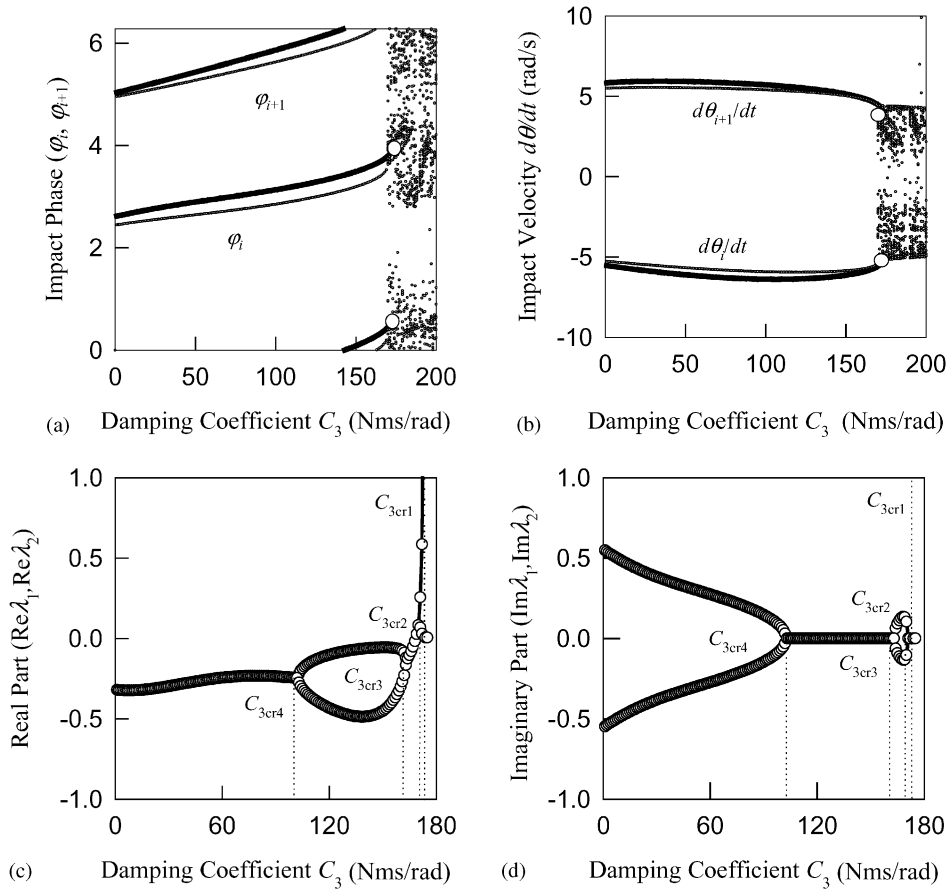 6
4
2
0
0 50 100 150 200
Impact Phase (φi, φi+1)
φi+1
φi
(a) Damping Coefficient C3 (Nms/rad)
10
5
0
-5
-10
0 50 100 150 200
Impact Velocity dθ/dt (rad/s)
dθi+1/dt
dθi/dt
(b) Damping Coefficient C3 (Nms/rad)
1.0
0.5
0.0
-0.5
-1.0
0 60 120 180
Real Part (Reλ1,Reλ2)
C3cr1
C3cr2
C3cr3
C3cr4
(c) Damping Coefficient C3 (Nms/rad)
1.0
0.5
0.0
-0.5
-1.0
0 60 120 180
Imaginary Part (Imλ1,Imλ2)
C3cr1
C3cr2
C3cr4
C3cr3
(d) Damping Coefficient C3 (Nms/rad)